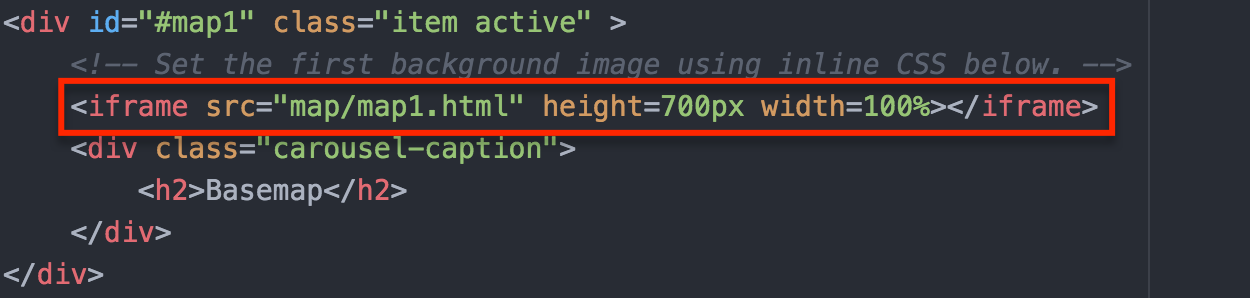 <div id="#map1" class="item active" >
<!-- Set the first background image using inline CSS below. -->
<iframe src="map/map1.html" height=700px width=100%></iframe>
<div class="carousel-caption">
<h2>Basemap</h2>
</div>
</div>